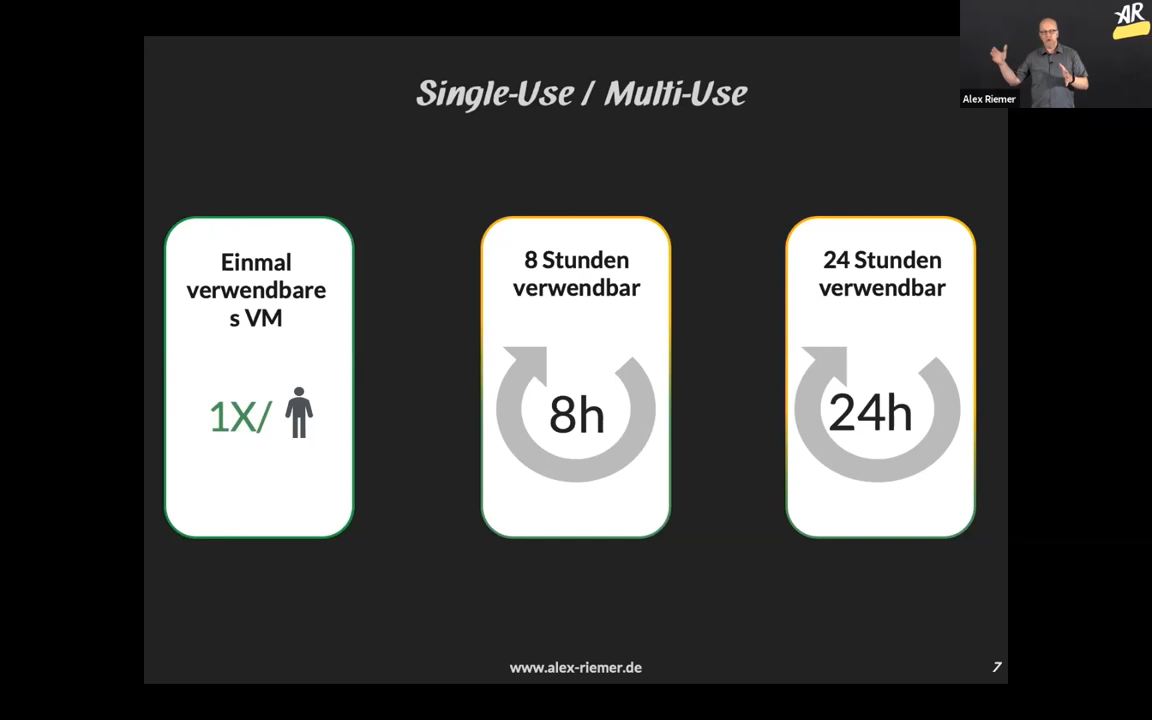 AR
Alex Riemer
Single-Use / Multi-Use
Einmal
verwendbare
s VM
1X/
8 Stunden
verwendbar
8h
24 Stunden
verwendbar
24h
www.alex-riemer.de
7